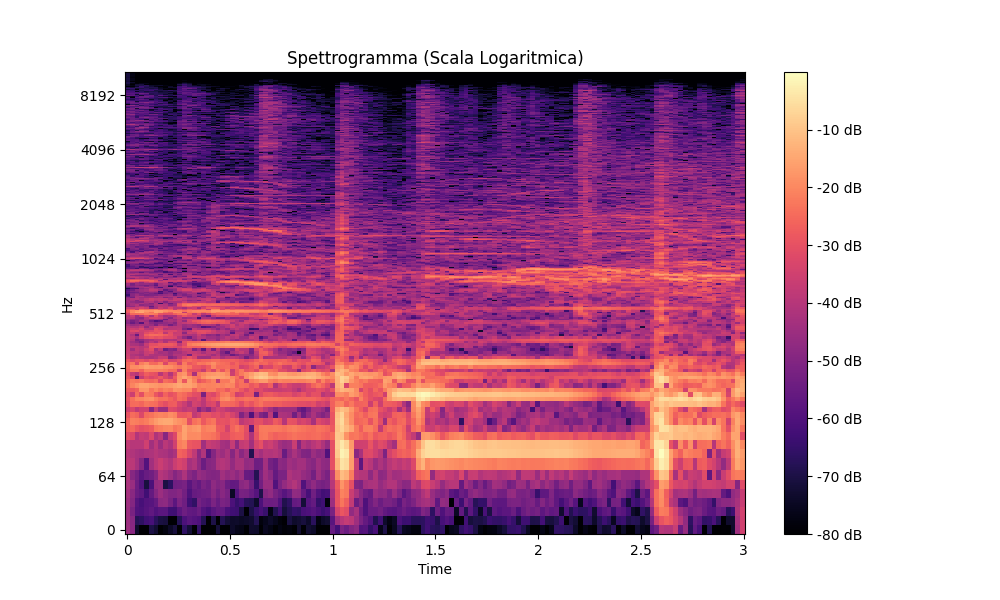 Spettrogramma (Scala Logaritmica)
8192
4096
2048
1024
512
256
128
64
0
Hz
0
0.5
1
1.5
2
2.5
3
Time
-10 dB
-20 dB
-30 dB
-40 dB
-50 dB
-60 dB
-70 dB
-80 dB